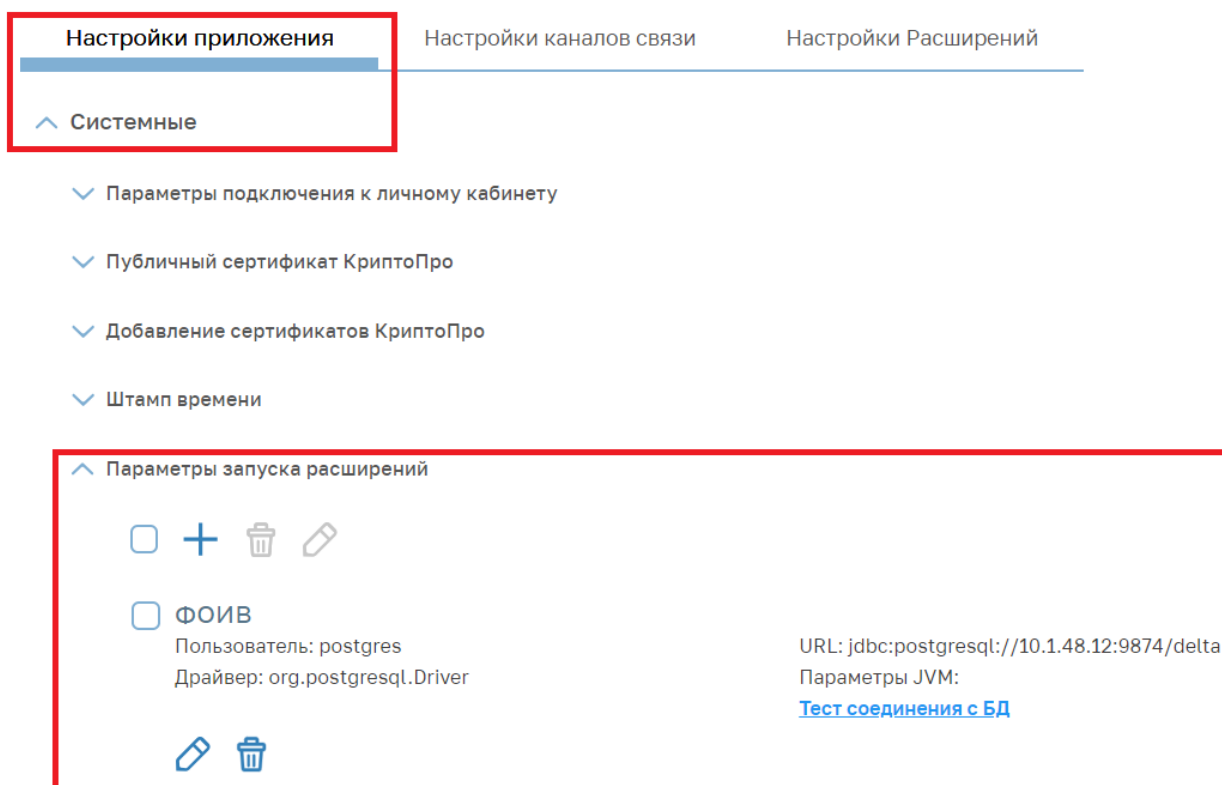 Настройки приложения Настройки каналов связи Настройки Расширений
Системные
Параметры подключения к личному кабинету
Публичный сертификат КриптоПро
Добавление сертификатов КриптоПро
Штамп времени
Параметры запуска расширений
ФОИВ
Пользователь: postgres URL: jdbc:postgresql://10.1.48.12:9874/delta
Драйвер: org.postgresql.Driver Параметры JVM:
Тест соединения с БД